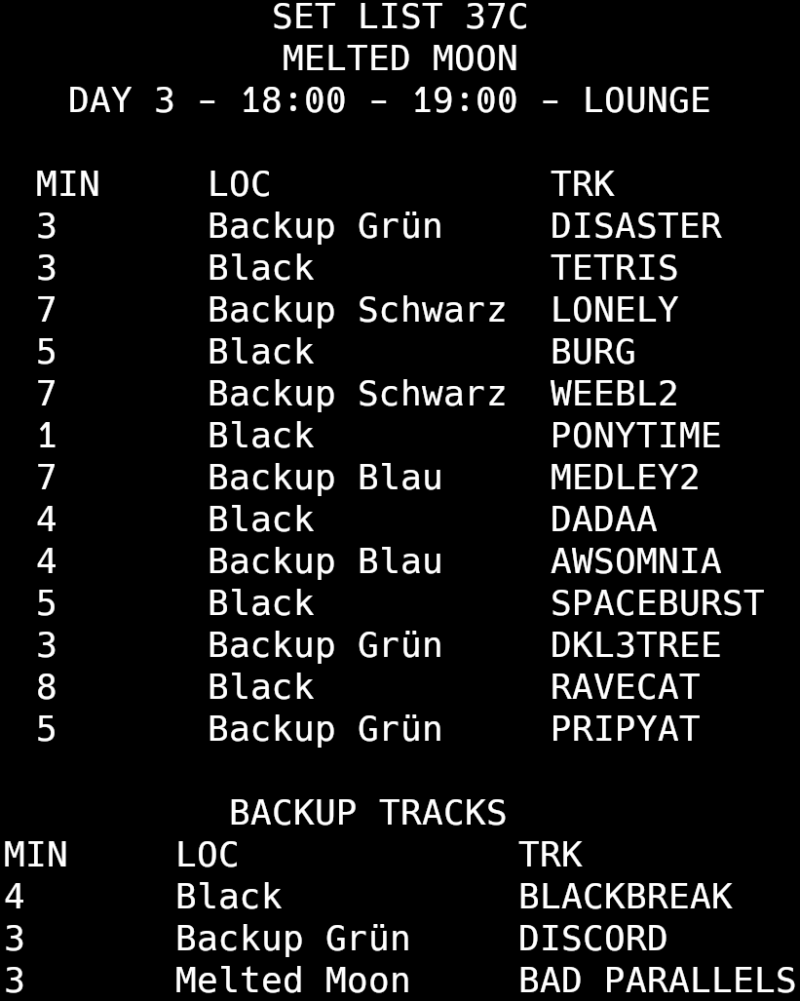 SET LIST 37C
MELTED MOON
DAY 3 – 18:00 – 19:00 – LOUNGE
MIN LOC TRK
3 Backup Grün DISASTER
3 Black TETRIS
7 Backup Schwarz LONELY
5 Black BURG
7 Backup Schwarz WEEBL2
1 Black PONYTIME
7 Backup Blau MEDLEY2
4 Black DADAA
4 Backup Blau AWSOMNIA
5 Black SPACEBURST
3 Backup Grün DKL3TREE
8 Black RAVECAT
5 Backup Grün PRIPYAT
BACKUP TRACKS
MIN LOC TRK
4 Black BLACKBREAK
3 Backup Grün DISCORD
3 Melted Moon BAD PARALLELS